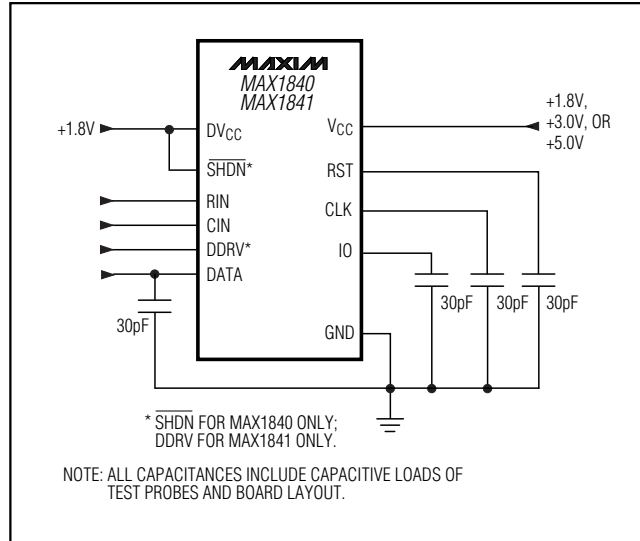 MAXIM
MAX1840
MAX1841
+1.8V
DVCC
SHDN*
RIN
CIN
DDRV*
DATA
30pF
VCC
RST
CLK
IO
GND
+1.8V,
+3.0V, OR
+5.0V
30pF
30pF
30pF
* SHDN FOR MAX1840 ONLY;
DDRV FOR MAX1841 ONLY.
NOTE: ALL CAPACITANCES INCLUDE CAPACITIVE LOADS OF
TEST PROBES AND BOARD LAYOUT.